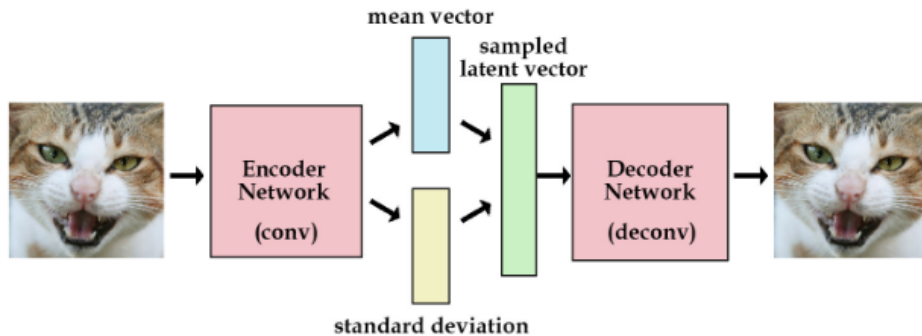 mean vector
sampled
latent vector
Encoder
Network
(conv)
Decoder
Network
(deconv)
standard deviation